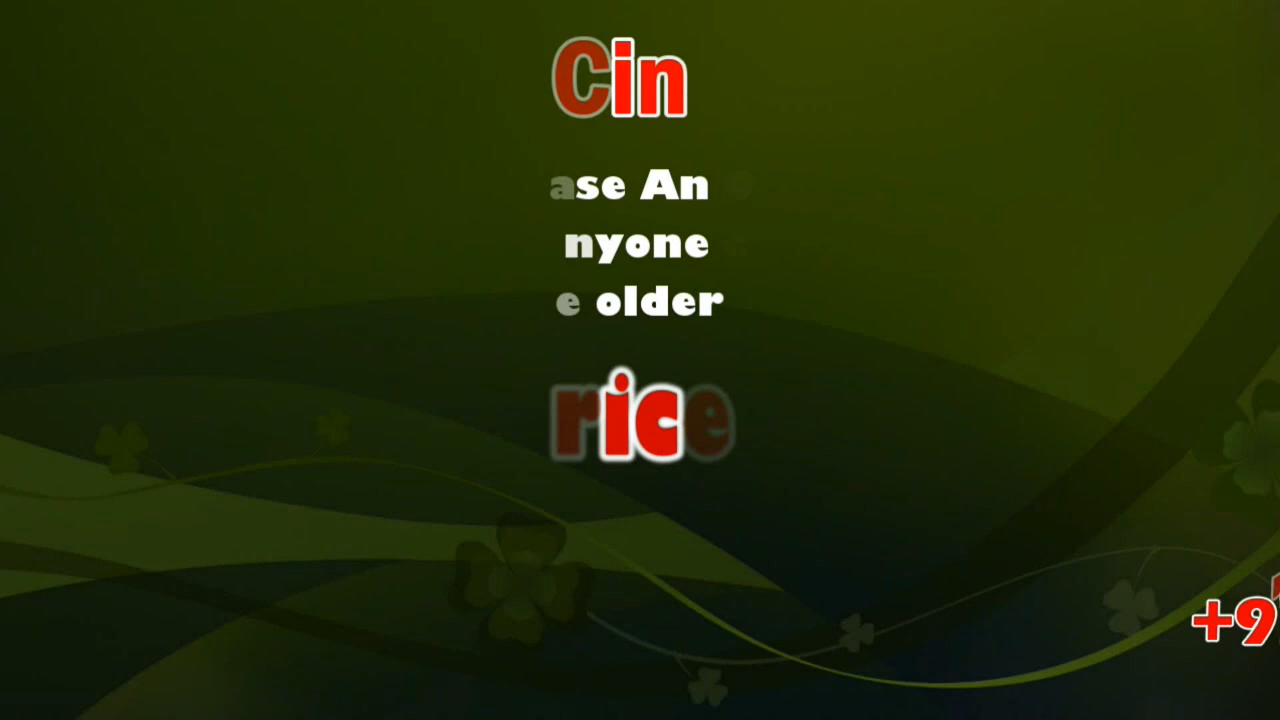 Cin
ase An
nyone
e older
rice
+9